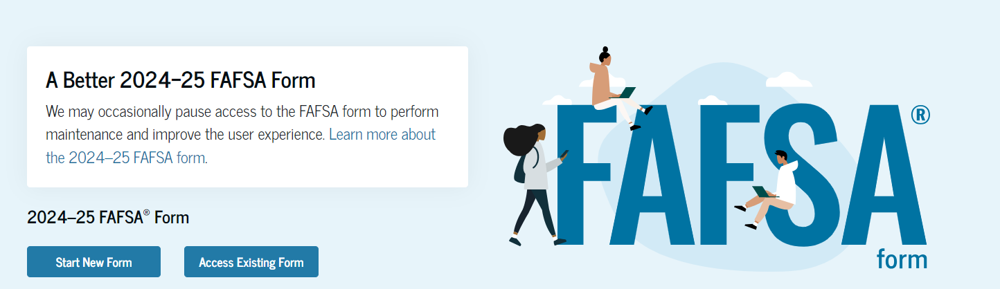 A Better 2024–25 FAFSA Form
We may occasionally pause access to the FAFSA form to perform
maintenance and improve the user experience. Learn more about
the 2024–25 FAFSA form.
2024–25 FAFSA® Form
Start New Form
Access Existing Form
FAFSA®
form